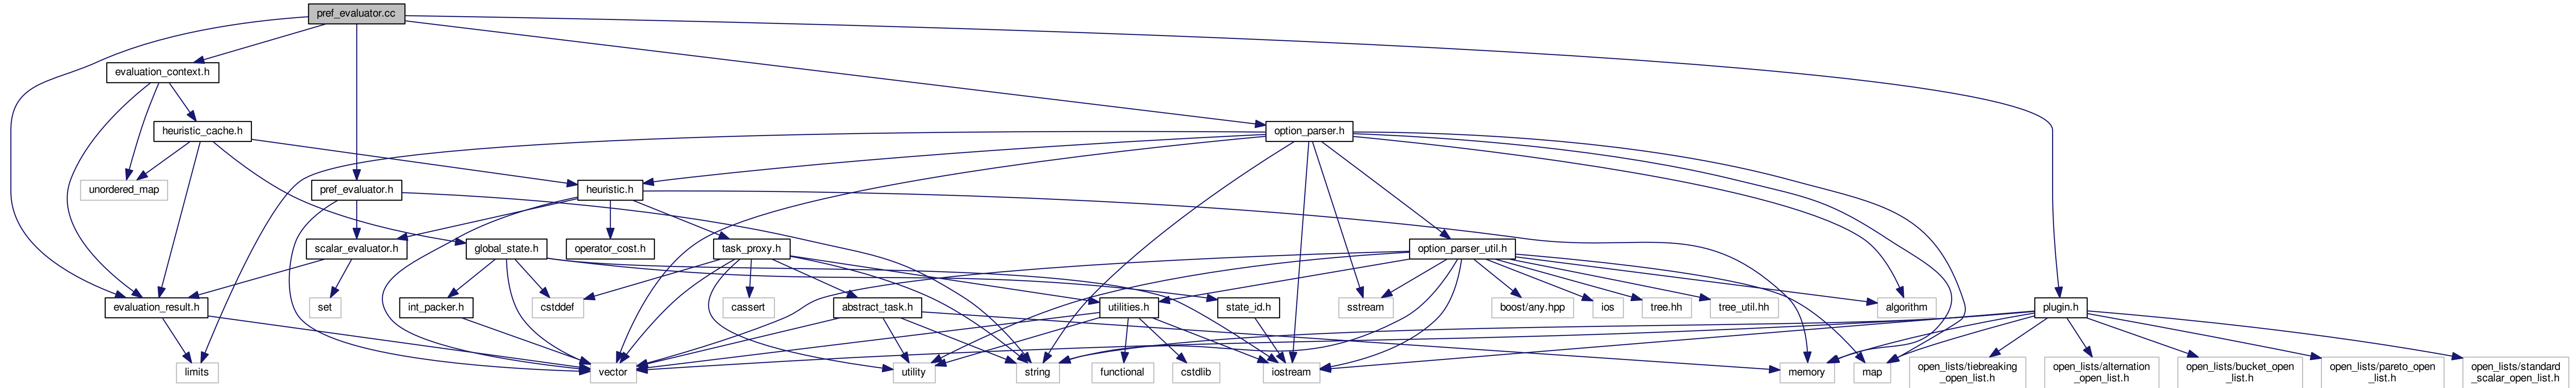 pref_evaluator.cc
evaluation_context.h
heuristic_cache.h
option_parser.h
unordered_map
pref_evaluator.h
heuristic.h
scalar_evaluator.h
global_state.h
operator_cost.h
task_proxy.h
option_parser_util.h
evaluation_result.h
set
int_packer.h
cstddef
cassert
abstract_task.h
utilities.h
state_id.h
sstream
boost/any.hpp
ios
tree.hh
tree_util.hh
algorithm
plugin.h
limits
vector
utility
string
functional
cstdlib
iostream
memory
map
open_lists/tiebreaking
_open_list.h
open_lists/alternation
_open_list.h
open_lists/bucket_open
_list.h
open_lists/pareto_open
_list.h
open_lists/standard
_scalar_open_list.h